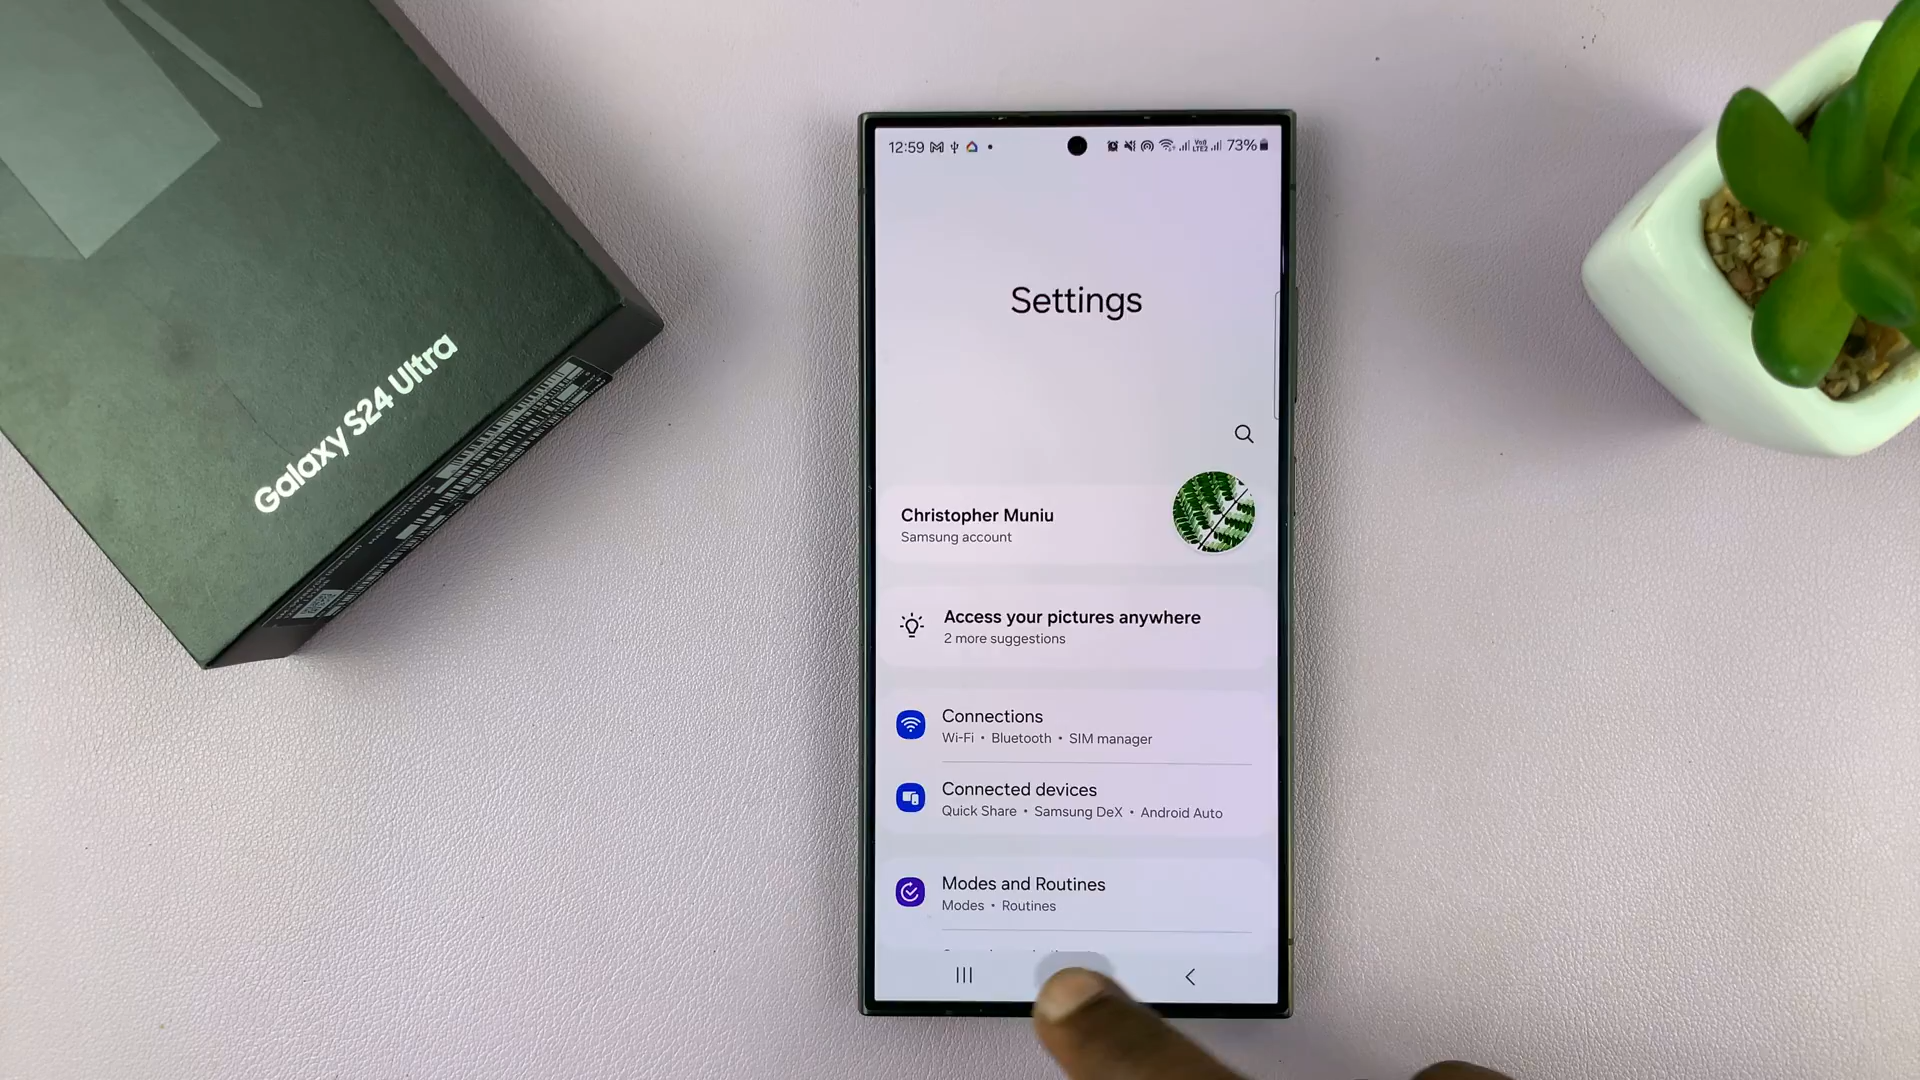 Galaxy S24 Ultra
12:59
73%
Settings
Christopher Muniu
Samsung account
Access your pictures anywhere
2 more suggestions
Connections
Wi-Fi • Bluetooth • SIM manager
Connected devices
Quick Share • Samsung DeX • Android Auto
Modes and Routines
Modes • Routines